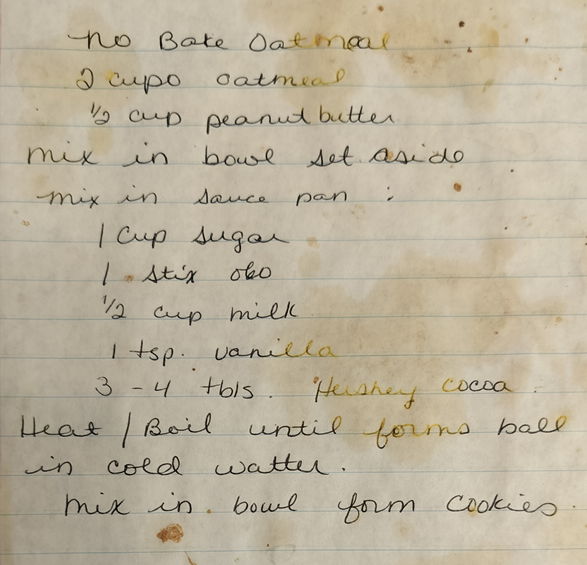 no Bake Oatmeal
2 cups oatmeal
1/2 cup peanut butter
mix in bowl set aside
mix in sauce pan :
1 cup sugar
1 stix olo
1/2 cup milk
1 tsp. vanilla
3 - 4 tbls. Hershey cocoa
Heat / Boil until forms ball
in cold watter.
mix in bowl form cookies